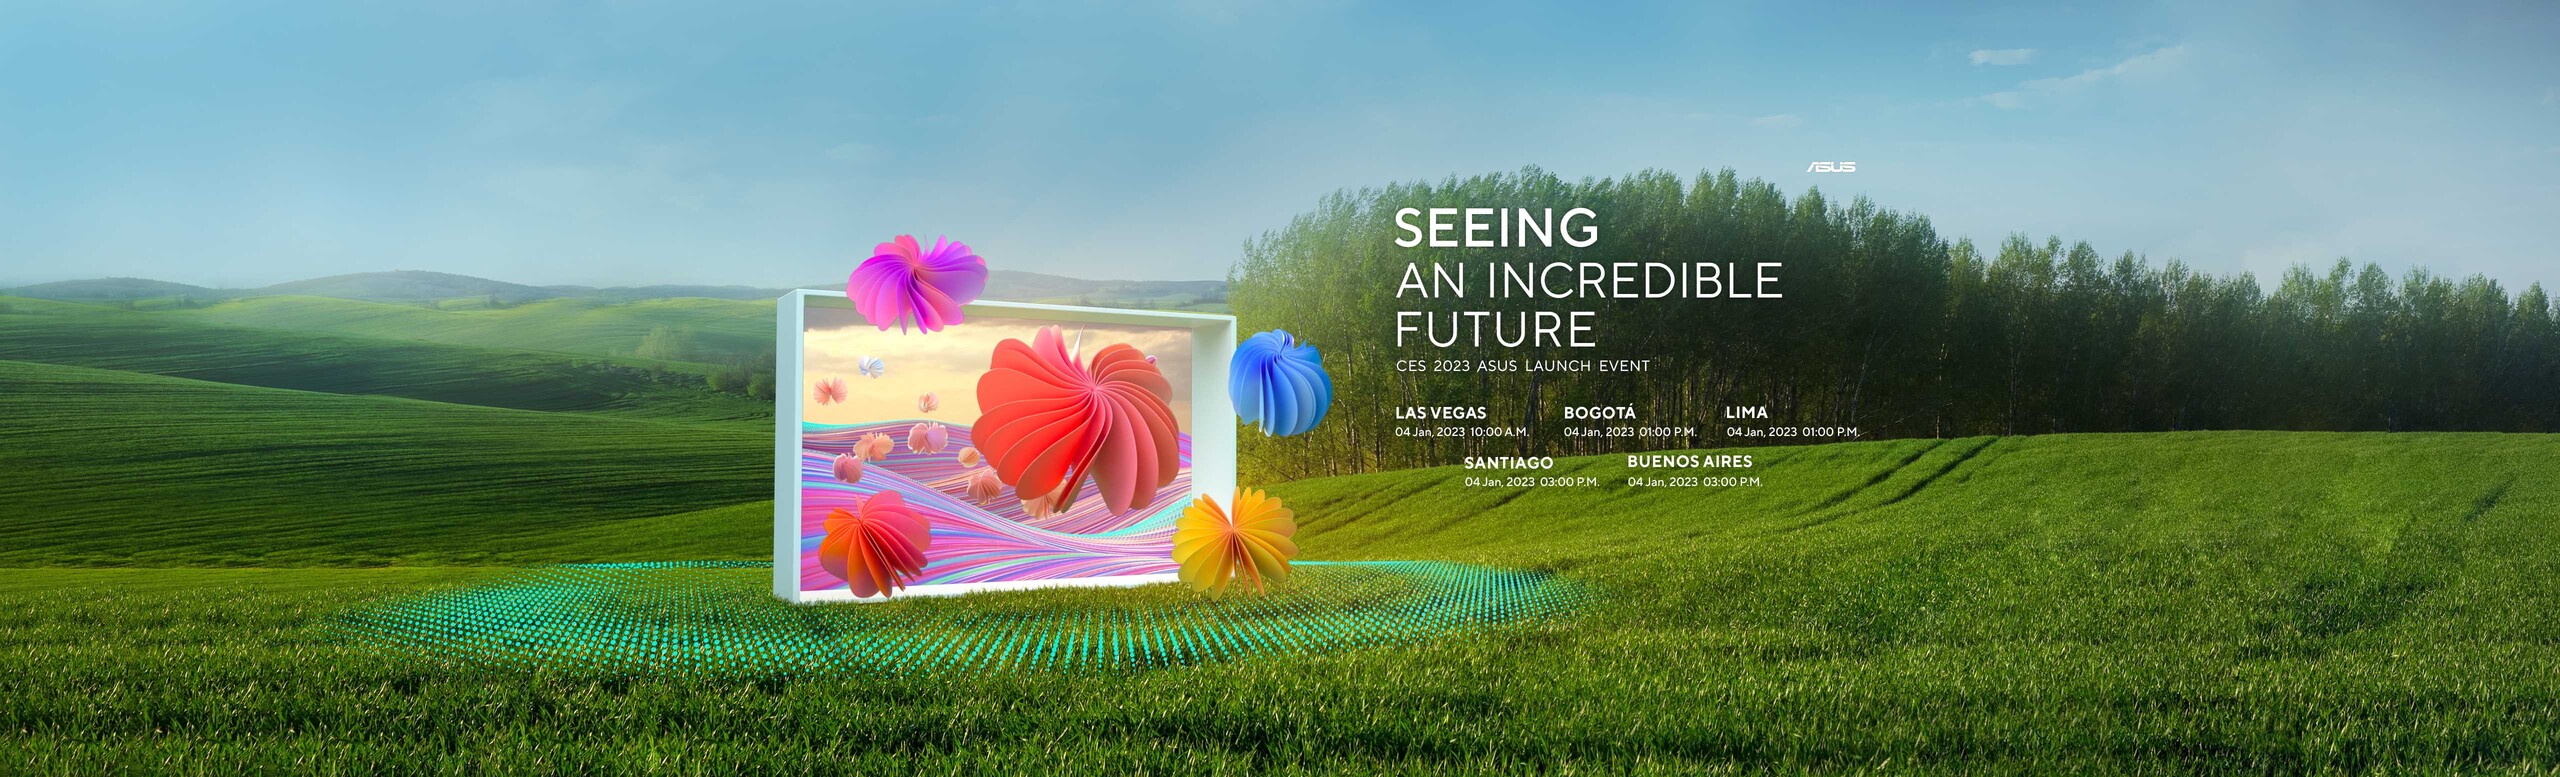 ASUS
SEEING
AN INCREDIBLE
FUTURE
CES 2023 ASUS LAUNCH EVENT
LAS VEGAS
04 Jan, 2023 10:00 A.M.
BOGOTÁ
04 Jan, 2023 01:00 P.M.
LIMA
04 Jan, 2023 01:00 P.M.
SANTIAGO
04 Jan, 2023 03:00 P.M.
BUENOS AIRES
04 Jan, 2023 03:00 P.M.